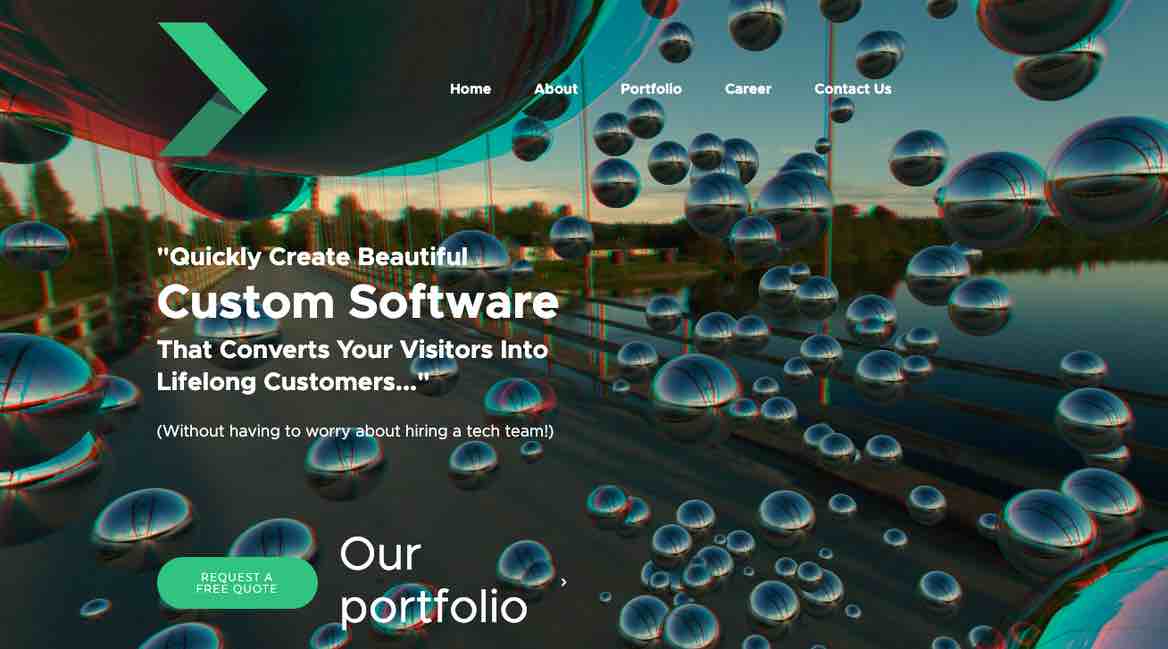 Home About Portfolio Career Contact Us
"Quickly Create Beautiful
Custom Software
That Converts Your Visitors Into
Lifelong Customers..."
(Without having to worry about hiring a tech team!)
REQUEST A
FREE QUOTE
Our
portfolio